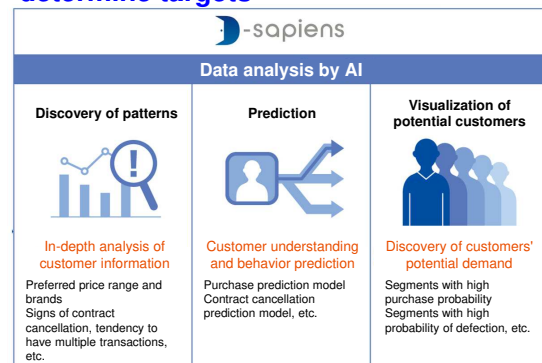 determine targets
D-sapiens
Data analysis by AI
Discovery of patterns
In-depth analysis of
customer information
Preferred price range and
brands
Signs of contract
cancellation, tendency to
have multiple transactions,
etc.
Prediction
Customer understanding
and behavior prediction
Purchase prediction model
Contract cancellation
prediction model, etc.
Visualization of
potential customers
Discovery of customers'
potential demand
Segments with high
purchase probability
Segments with high
probability of defection, etc.